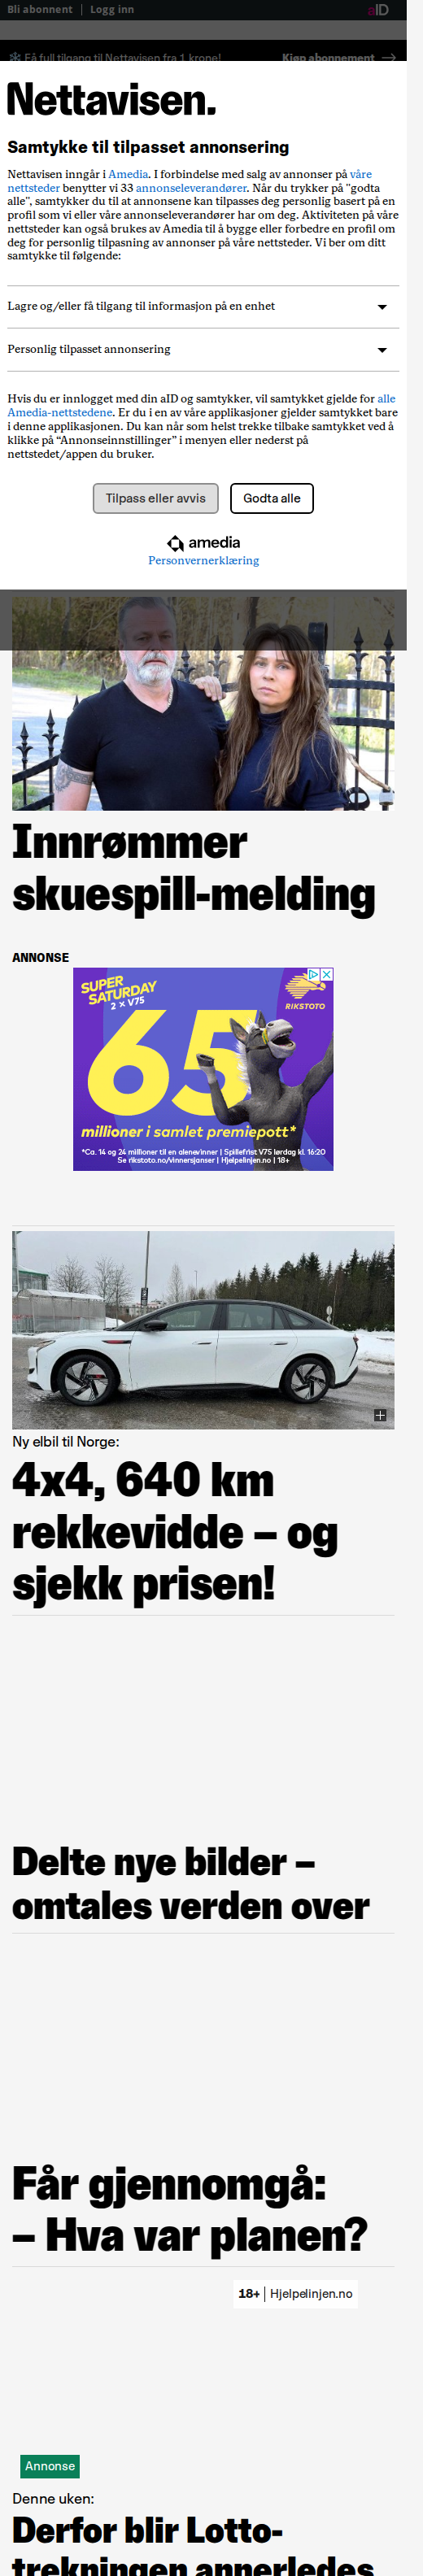 Bli abonnent
Logg inn
aID
Få full tilgang til Nettavisen fra 1 krone!
Kjøp abonnement
Nettavisen.
Samtykke til tilpasset annonsering
Nettavisen inngår i Amedia. I forbindelse med salg av annonser på våre
nettsteder benytter vi 33 annonseleverandører. Når du trykker på "godta
alle", samtykker du til at annonsene kan tilpasses deg personlig basert på en
profil som vi eller våre annonseleverandører har om deg. Aktiviteten på våre
nettsteder kan også brukes av Amedia til å bygge eller forbedre en profil om
deg for personlig tilpasning av annonser på våre nettsteder. Vi ber om ditt
samtykke til følgende:
Lagre og/eller få tilgang til informasjon på en enhet
Personlig tilpasset annonsering
Hvis du er innlogget med din aID og samtykker, vil samtykket gjelde for alle
Amedia-nettstedene. Er du i en av våre applikasjoner gjelder samtykket bare
i denne applikasjonen. Du kan når som helst trekke tilbake samtykket ved å
klikke på “Annonseinnstillinger” i menyen eller nederst på
nettstedet/appen du bruker.
Tilpass eller avvis
Godta alle
amedia
Personvernerklæring
Innrømmer
skuespill-melding
ANNONSE
SUPER
SATURDAY
2 x V75
RIKSTOTO
65
millioner i samlet premiepott*
*Ca. 14 og 24 millioner til en alenevinner | Spillefrist V75 lørdag kl. 16:20
Se rikstoto.no/vinnersjanser | Hjelpelinjen.no | 18+
Ny elbil til Norge:
4x4, 640 km
rekkevidde – og
sjekk prisen!
Delte nye bilder –
omtales verden over
Får gjennomgå:
– Hva var planen?
18+ | Hjelpelinjen.no
Annonse
Denne uken:
Derfor blir Lotto-
trekningen annerledes